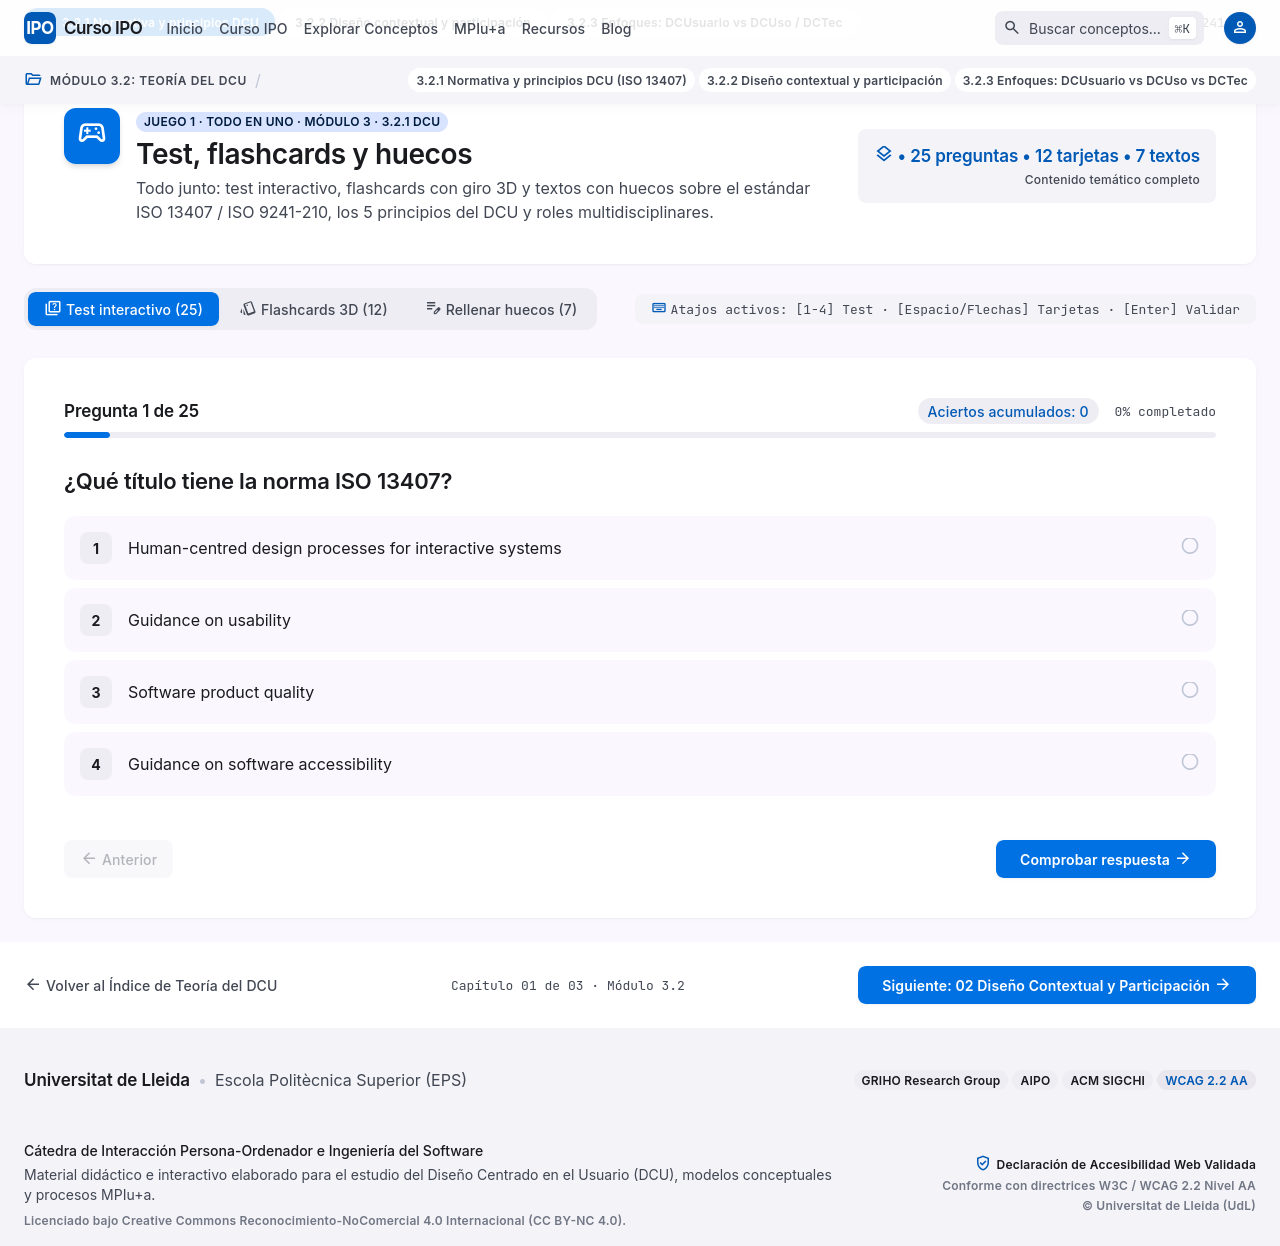 IPO Curso IPO Inicio Curso IPO Explorar Conceptos MPIu+a Recursos Blog Buscar conceptos... ⌘K
MÓDULO 3.2: TEORÍA DEL DCU / 3.2.1 Normativa y principios DCU (ISO 13407) 3.2.2 Diseño contextual y participación 3.2.3 Enfoques: DCUsuario vs DCUso vs DCTec
JUEGO 1 · TODO EN UNO · MÓDULO 3 · 3.2.1 DCU
Test, flashcards y huecos
Todo junto: test interactivo, flashcards con giro 3D y textos con huecos sobre el estándar
ISO 13407 / ISO 9241-210, los 5 principios del DCU y roles multidisciplinares.
• 25 preguntas • 12 tarjetas • 7 textos
Contenido temático completo
Test interactivo (25) Flashcards 3D (12) Rellenar huecos (7)
Atajos activos: [1-4] Test · [Espacio/Flechas] Tarjetas · [Enter] Validar
Pregunta 1 de 25 Aciertos acumulados: 0 0% completado
¿Qué título tiene la norma ISO 13407?
1 Human-centred design processes for interactive systems
2 Guidance on usability
3 Software product quality
4 Guidance on software accessibility
← Anterior Comprobar respuesta →
← Volver al Índice de Teoría del DCU Capítulo 01 de 03 · Módulo 3.2 Siguiente: 02 Diseño Contextual y Participación →
Universitat de Lleida • Escola Politècnica Superior (EPS) GRIHO Research Group AIPO ACM SIGCHI WCAG 2.2 AA
Cátedra de Interacción Persona-Ordenador e Ingeniería del Software
Material didáctico e interactivo elaborado para el estudio del Diseño Centrado en el Usuario (DCU), modelos conceptuales
y procesos MPIu+a.
Licenciado bajo Creative Commons Reconocimiento-NoComercial 4.0 Internacional (CC BY-NC 4.0).
Declaración de Accesibilidad Web Validada
Conforme con directrices W3C / WCAG 2.2 Nivel AA
© Universitat de Lleida (UdL)